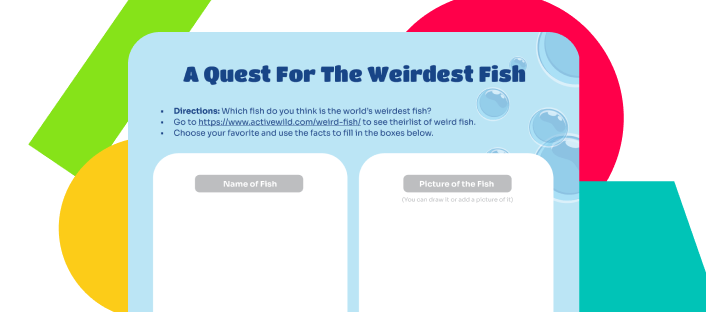 A Quest For The Weirdest Fish
• Directions: Which fish do you think is the world's weirdest fish?
• Go to https://www.activewild.com/weird-fish/ to see theirlist of weird fish.
• Choose your favorite and use the facts to fill in the boxes below.
Name of Fish
Picture of the Fish
(You can draw it or add a picture of it)